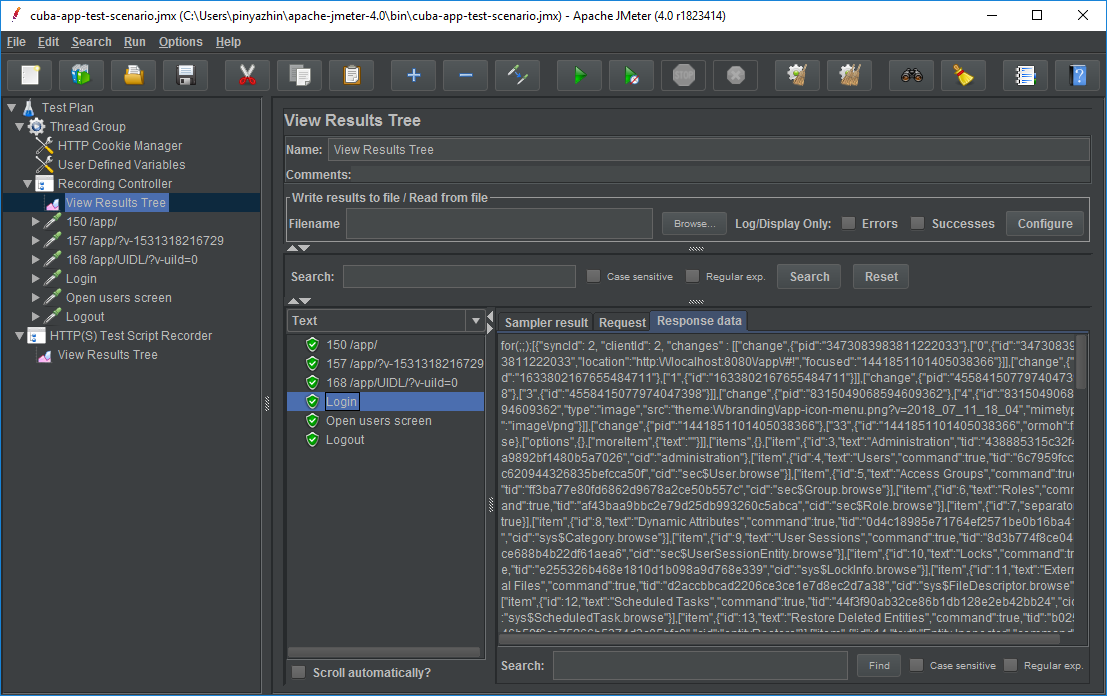 cuba-app-test-scenario.jmx (C:\Users\pinyazhin\apache-jmeter-4.0\bin\cuba-app-test-scenario.jmx) - Apache JMeter (4.0 r1823414)
File Edit Search Run Options Help
Test Plan
Thread Group
HTTP Cookie Manager
User Defined Variables
Recording Controller
View Results Tree
150 /app/
157 /app/?v-1531318216729
168 /app/UIDL/?v-uiId=0
Login
Open users screen
Logout
HTTP(S) Test Script Recorder
View Results Tree
View Results Tree
Name: View Results Tree
Comments:
Write results to file / Read from file
Filename Browse... Log/Display Only: Errors Successes Configure
Search: Case sensitive Regular exp. Search Reset
Text
150 /app/
157 /app/?v-1531318216729
168 /app/UIDL/?v-uiId=0
Login
Open users screen
Logout
Scroll automatically?
Sampler result Request Response data
for(;;);[{"syncId": 2, "clientId": 2, "changes" : [["change",{"pid":"3473083983811222033"},["0",{"id":"347308398
3811222033","location":"http:\/\/localhost:8080\/app\/#!","focused":"1441851101405038366"}]],["change",{"pi
d":"1633802167655484711"},["1",{"id":"1633802167655484711"}]],["change",{"pid":"45584150779740473
8"},["3",{"id":"4558415077974047398"}]],["change",{"pid":"8315049068594609362"},["4",{"id":"83150490685
94609362","type":"image","src":"theme:\/\/branding\/app-icon-menu.png?v=2018_07_11_18_04","mimetyp
":"image\/png"}]],["change",{"pid":"1441851101405038366"},["33",{"id":"1441851101405038366","ormoh":f
se},["options",{},["moreItem",{"text":""}]],["items",{},["item",{"id":3,"text":"Administration","tid":"438885315c32f4
a9892bf1480b5a7026","cid":"administration"},["item",{"id":4,"text":"Users","command":true,"tid":"6c7959fcc
c620944326835befcca50f","cid":"sec$User.browse"}],["item",{"id":5,"text":"Access Groups","command":true
"tid":"ff3ba77e80fd6862d9678a2ce50b557c","cid":"sec$Group.browse"}],["item",{"id":6,"text":"Roles","comm
and":true,"tid":"af43baa9bbc2e79d25db993260c5abca","cid":"sec$Role.browse"}],["item",{"id":7,"separato
true}],["item",{"id":8,"text":"Dynamic Attributes","command":true,"tid":"0d4c18985e71764ef2571be0b16ba4
","cid":"sys$Category.browse"}],["item",{"id":9,"text":"User Sessions","command":true,"tid":"8d3b774f8ce04
ce688b4b22df61aea6","cid":"sec$UserSessionEntity.browse"}],["item",{"id":10,"text":"Locks","command":tr
e,"tid":"e255326b468e1810d1b098a9d768e339","cid":"sys$LockInfo.browse"}],["item",{"id":11,"text":"Extern
al Files","command":true,"tid":"d2accbbcad2206ce3ce1e7d8ec2d7a38","cid":"sys$FileDescriptor.browse"
["item",{"id":12,"text":"Scheduled Tasks","command":true,"tid":"44f3f90ab32ce86b1db128e2eb42bb24","cid
:"sys$ScheduledTask.browse"}],["item",{"id":13,"text":"Restore Deleted Entities","command":true,"tid":"b025
Search: Find Case sensitive Regular exp.